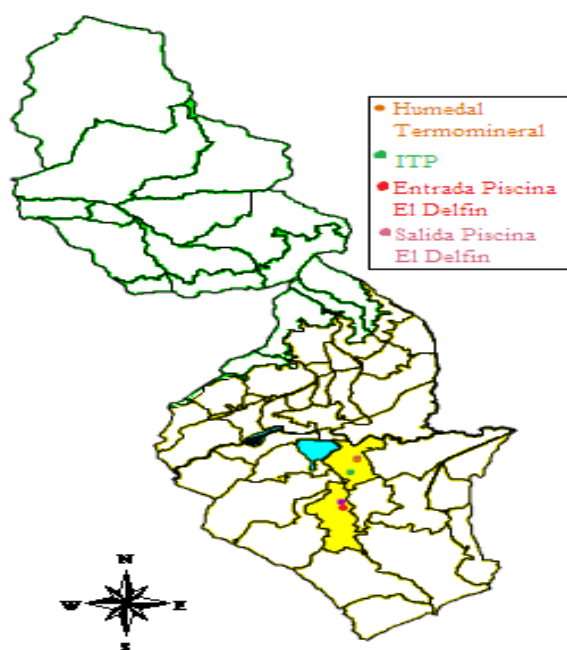 Humedal
Termomineral
ITP
Entrada Piscina
El Delfin
Salida Piscina
El Delfin
N
W E
S